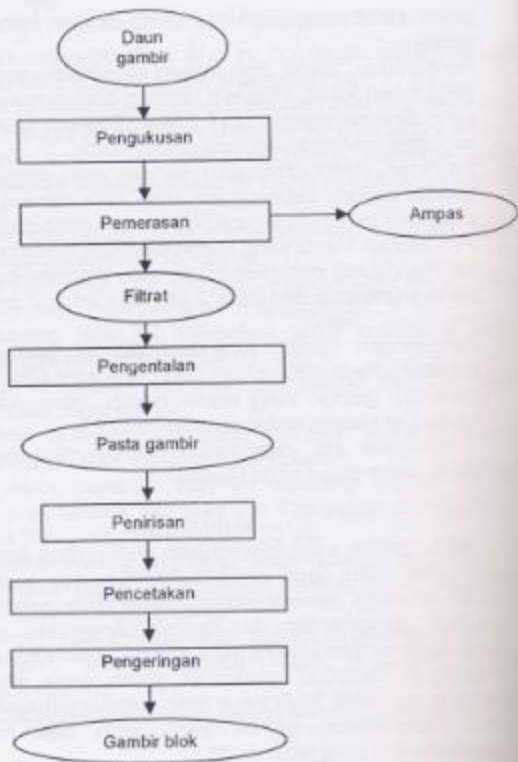 Daun
gambir
Pengukusan
Pemerasan
Ampas
Filtrat
Pengentalan
Pasta gambir
Penirisan
Pencetakan
Pengeringan
Gambir blok